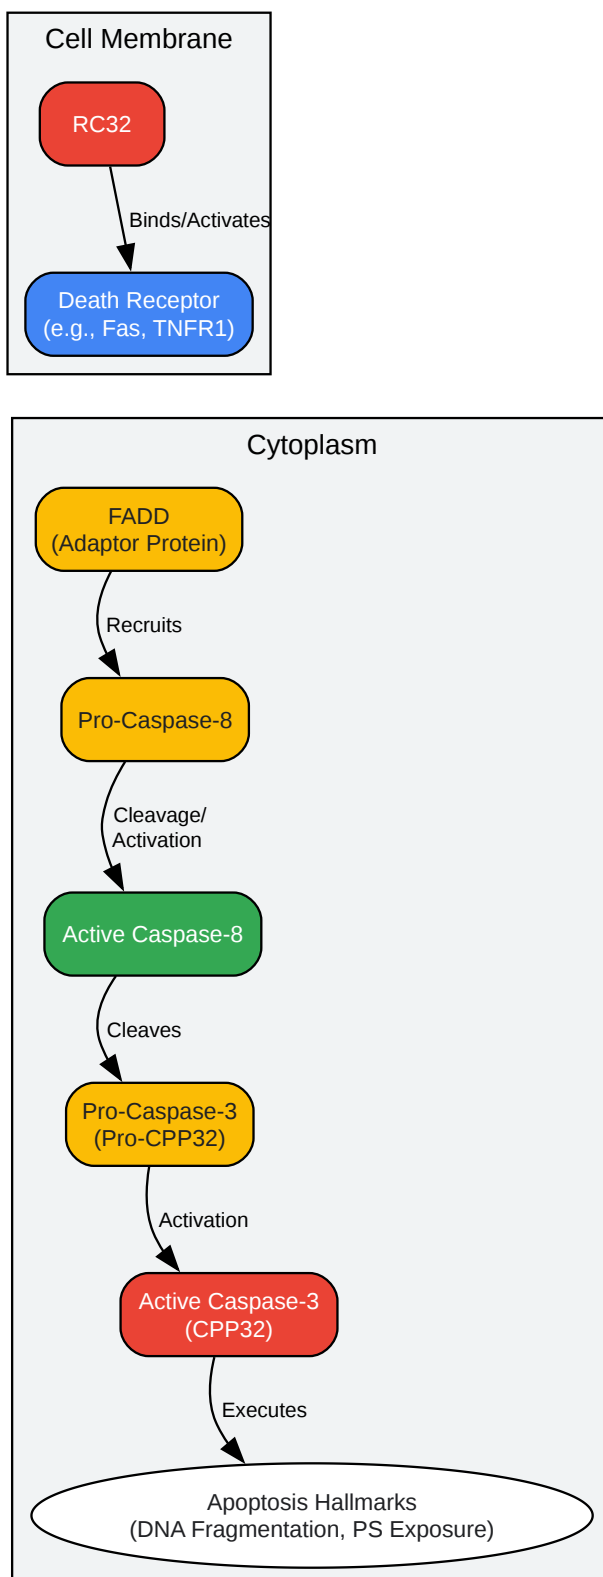 Cell Membrane
RC32
Binds/Activates
Death Receptor
(e.g., Fas, TNFR1)
Cytoplasm
FADD
(Adaptor Protein)
Recruits
Pro-Caspase-8
Cleavage/
Activation
Active Caspase-8
Cleaves
Pro-Caspase-3
(Pro-CPP32)
Activation
Active Caspase-3
(CPP32)
Executes
Apoptosis Hallmarks
(DNA Fragmentation, PS Exposure)